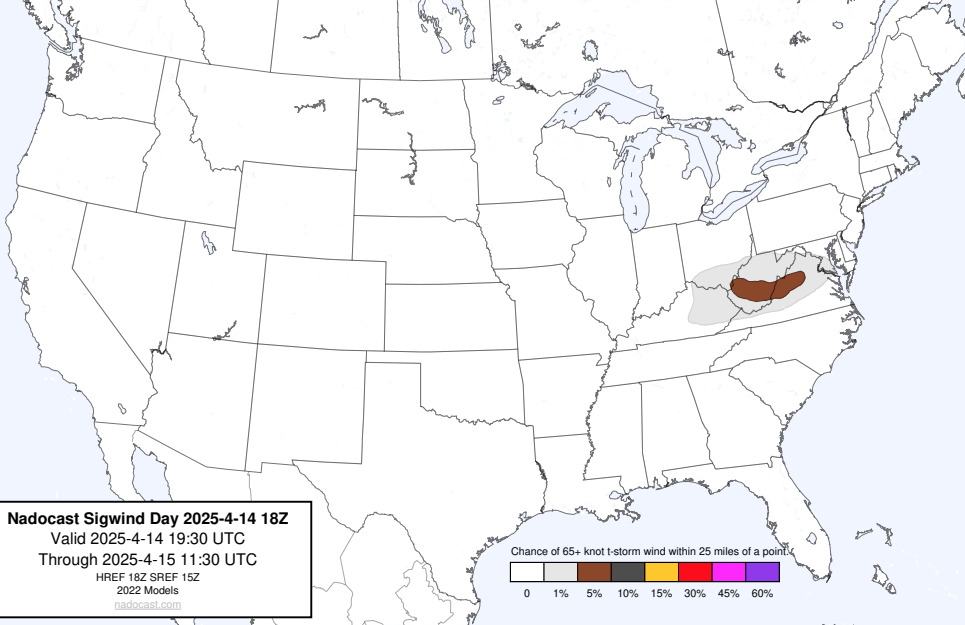 Nadocast Sigwind Day 2025-4-14 18Z
Valid 2025-4-14 19:30 UTC
Through 2025-4-15 11:30 UTC
HREF 18Z SREF 15Z
2022 Models
nadocast.com
Chance of 65+ knot t-storm wind within 25 miles of a point.
0 1% 5% 10% 15% 30% 45% 60%